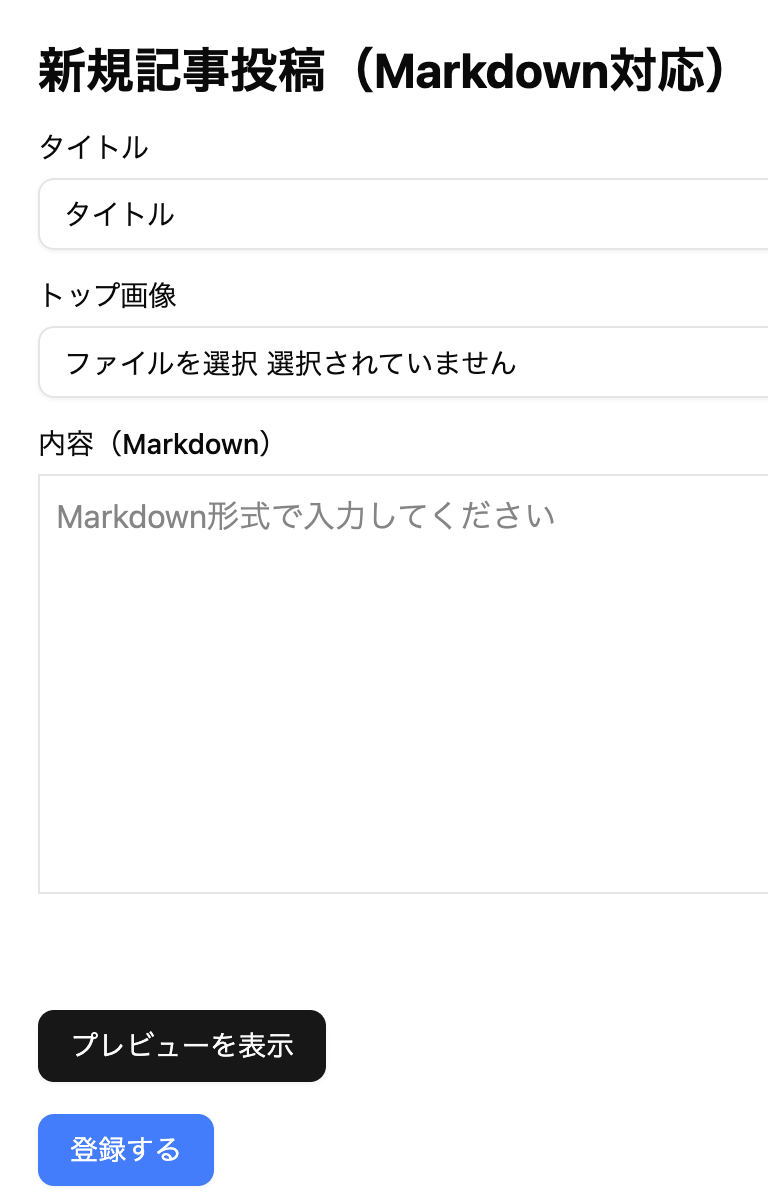 新規記事投稿（Markdown対応）
タイトル
タイトル
トップ画像
ファイルを選択 選択されていません
内容（Markdown）
Markdown形式で入力してください
プレビューを表示
登録する